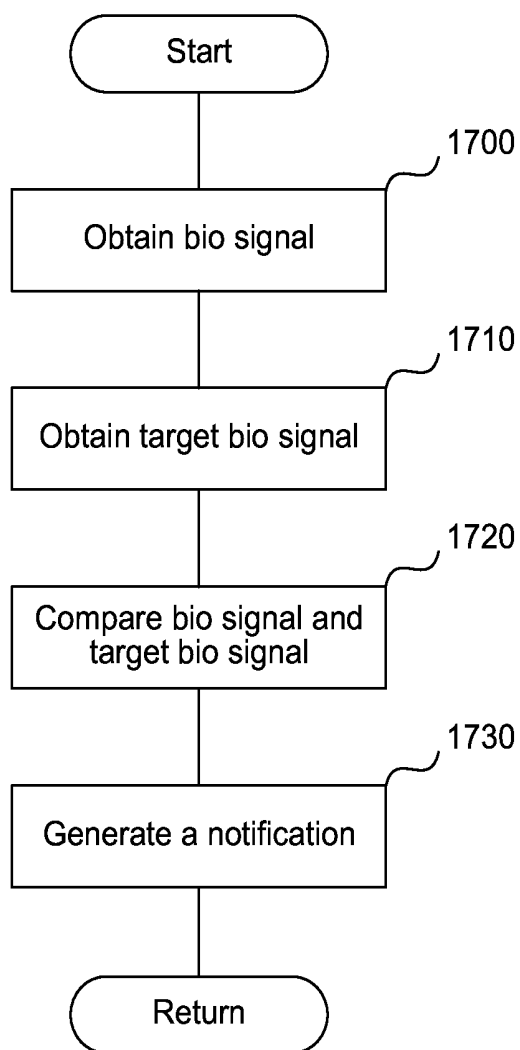 Start
1700
Obtain bio signal
1710
Obtain target bio signal
1720
Compare bio signal and
target bio signal
1730
Generate a notification
Return